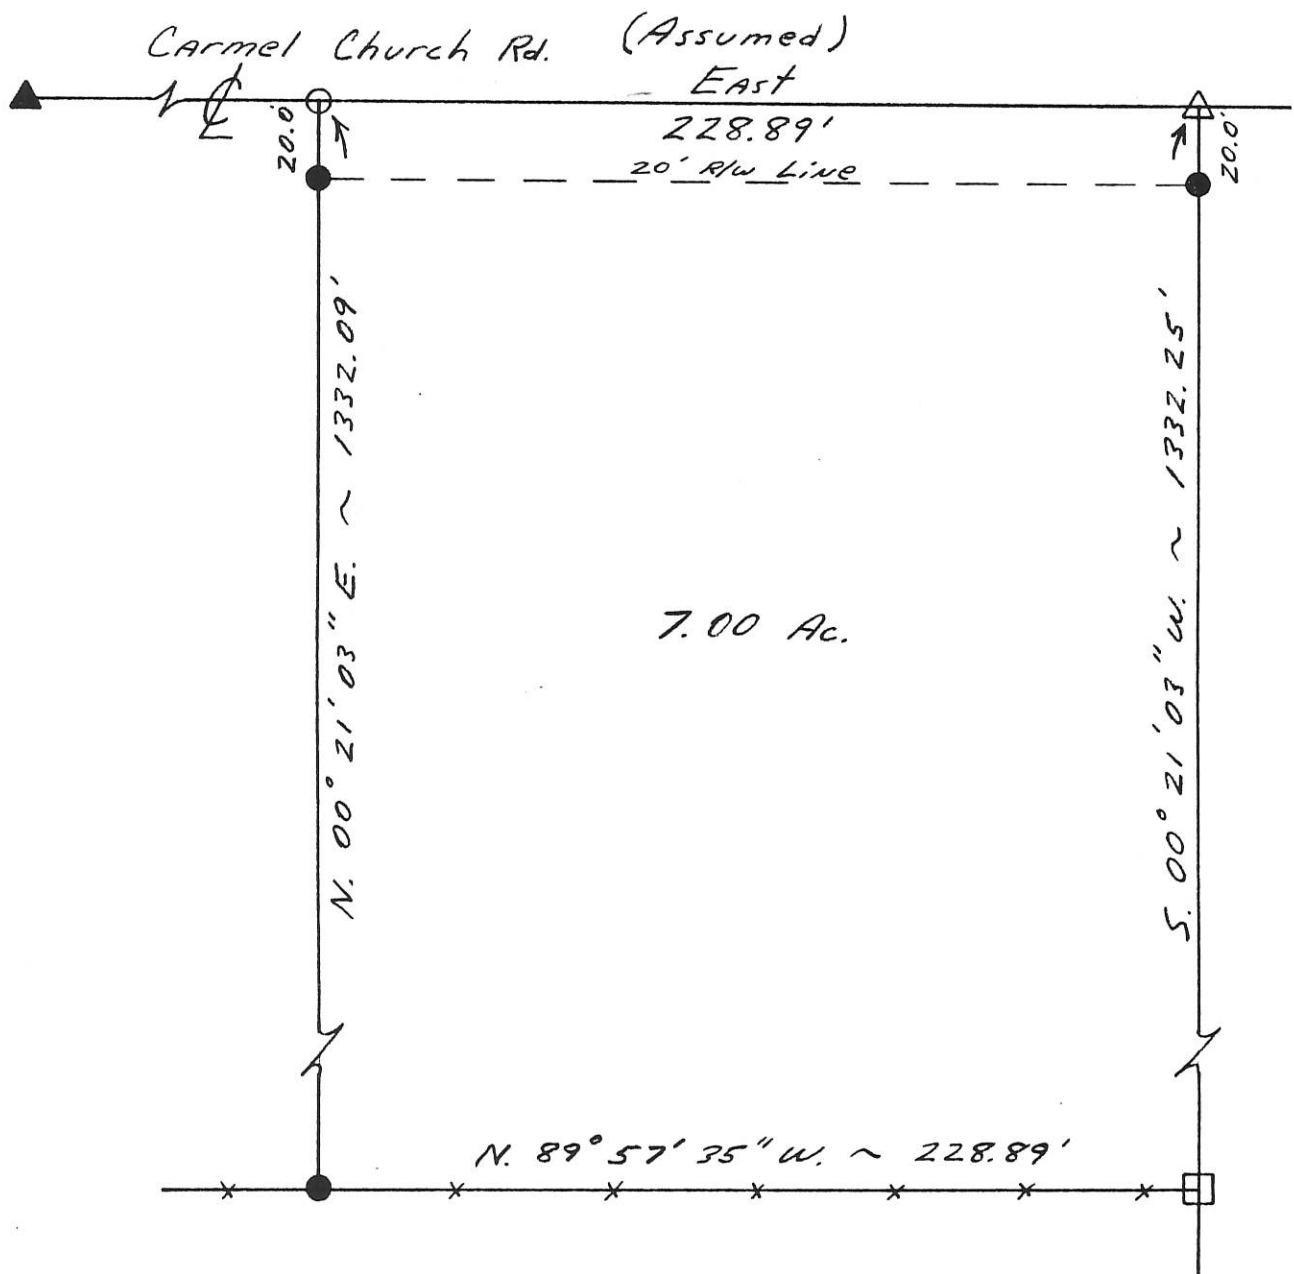 Carmel Church Rd. (Assumed)
East
℄
228.89'
20.0'
20.0'
20' R/W Line
N. 00° 21' 03" E. ~ 1332.09'
S. 00° 21' 03" W. ~ 1332.25'
7.00 Ac.
N. 89° 57' 35" W. ~ 228.89'